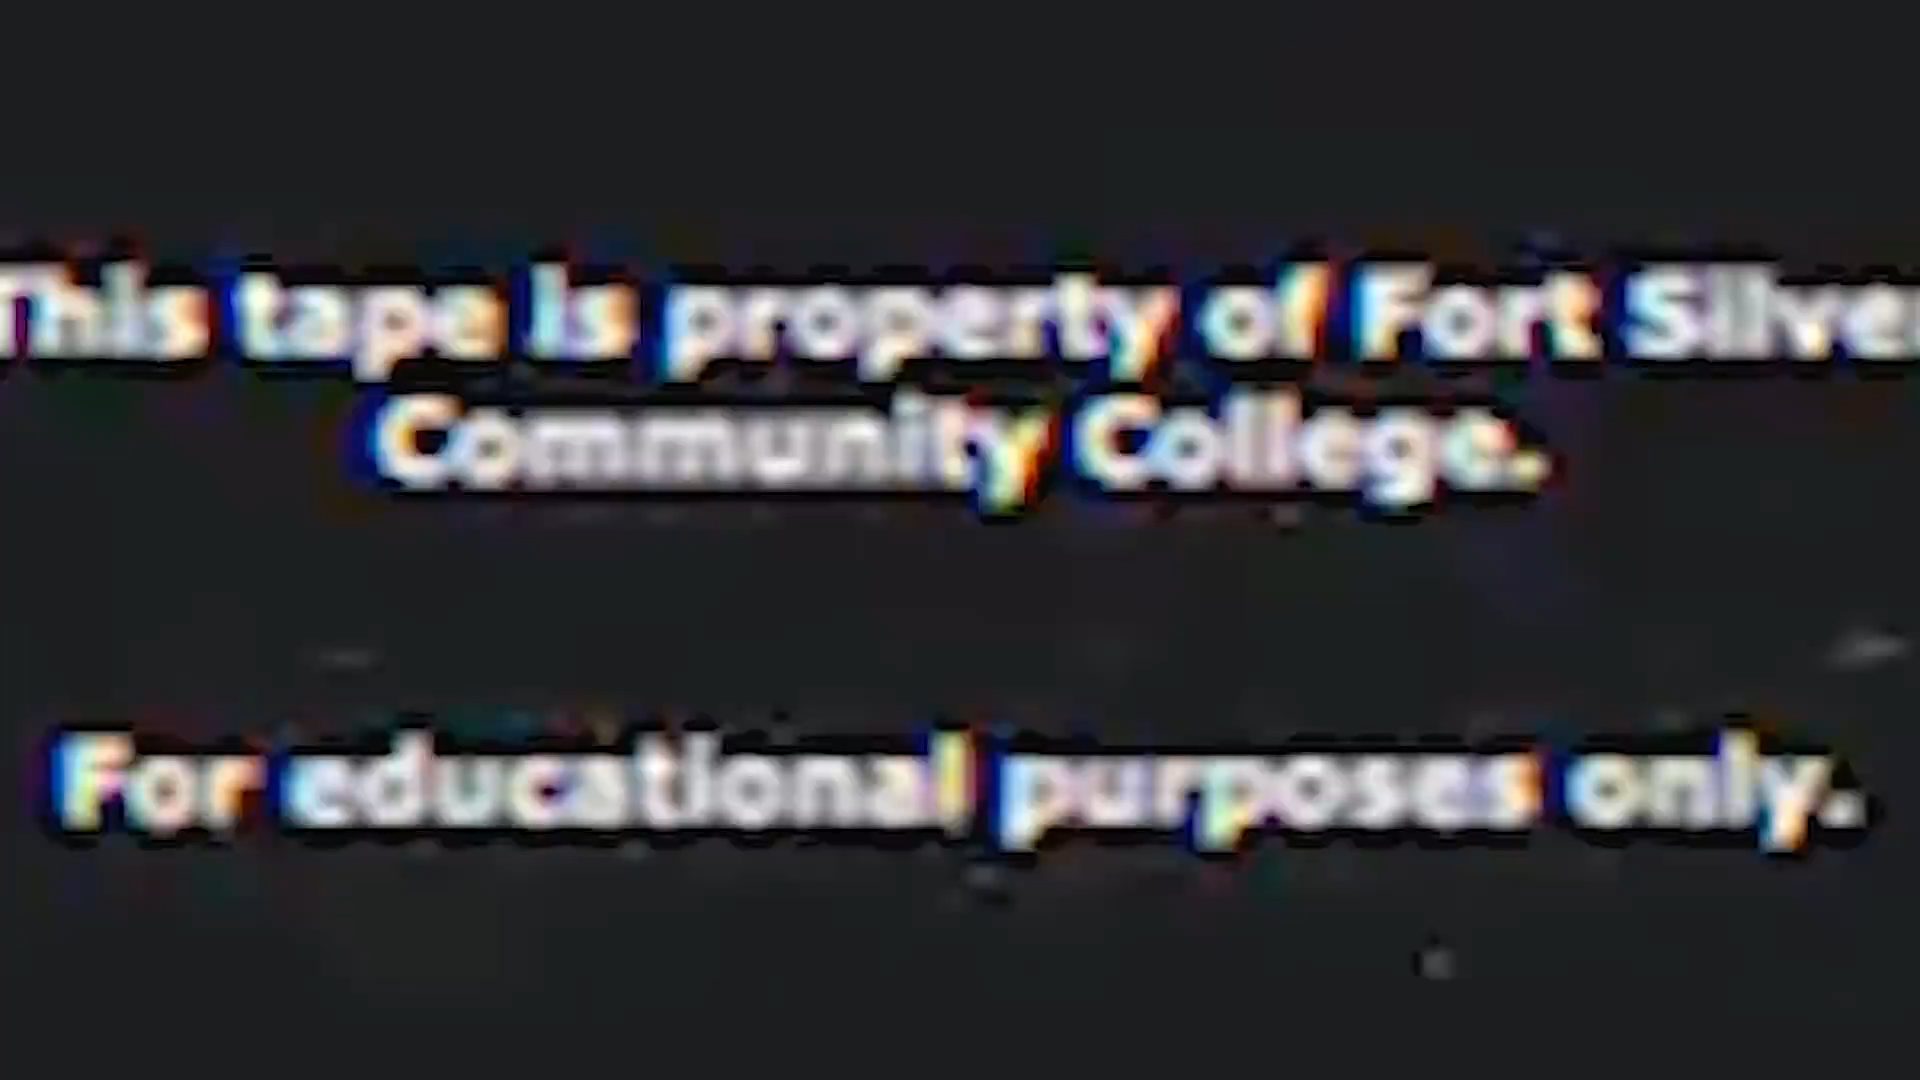 This tape is property of Fort Silver
Community College.
For educational purposes only.